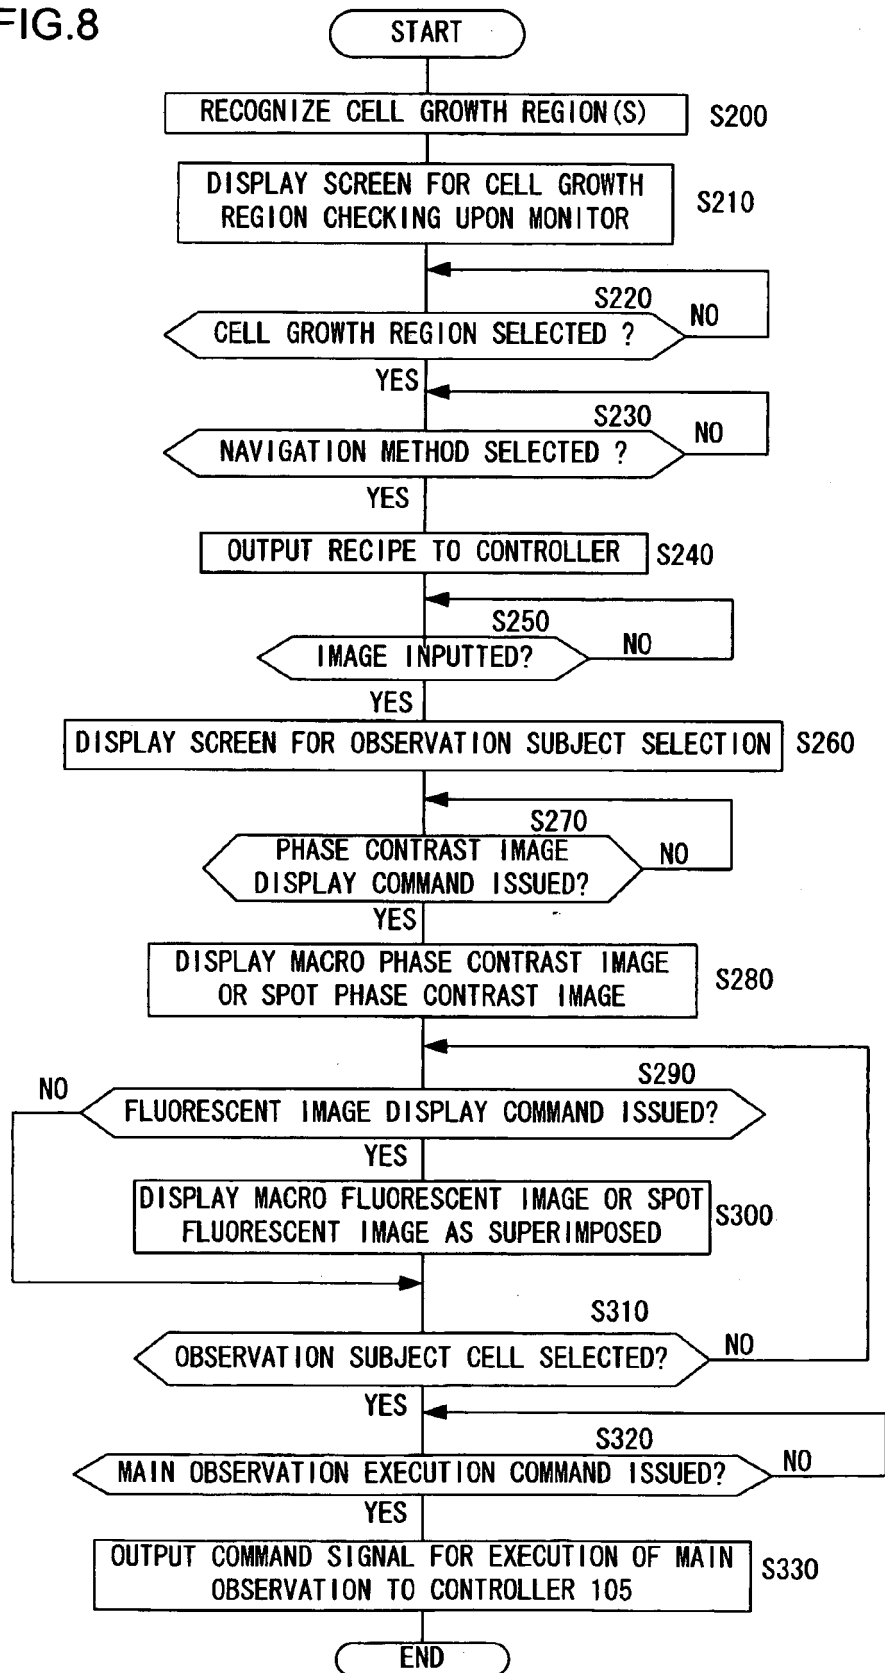 FIG.8
START
RECOGNIZE CELL GROWTH REGION(S)
S200
DISPLAY SCREEN FOR CELL GROWTH
REGION CHECKING UPON MONITOR
S210
S220
NO
CELL GROWTH REGION SELECTED ?
YES
S230
NO
NAVIGATION METHOD SELECTED ?
YES
OUTPUT RECIPE TO CONTROLLER
S240
S250
NO
IMAGE INPUTTED?
YES
DISPLAY SCREEN FOR OBSERVATION SUBJECT SELECTION
S260
S270
PHASE CONTRAST IMAGE
DISPLAY COMMAND ISSUED?
NO
YES
DISPLAY MACRO PHASE CONTRAST IMAGE
OR SPOT PHASE CONTRAST IMAGE
S280
S290
NO
FLUORESCENT IMAGE DISPLAY COMMAND ISSUED?
YES
DISPLAY MACRO FLUORESCENT IMAGE OR SPOT
FLUORESCENT IMAGE AS SUPERIMPOSED
S300
S310
OBSERVATION SUBJECT CELL SELECTED?
NO
YES
S320
MAIN OBSERVATION EXECUTION COMMAND ISSUED?
NO
YES
OUTPUT COMMAND SIGNAL FOR EXECUTION OF MAIN
OBSERVATION TO CONTROLLER 105
S330
END